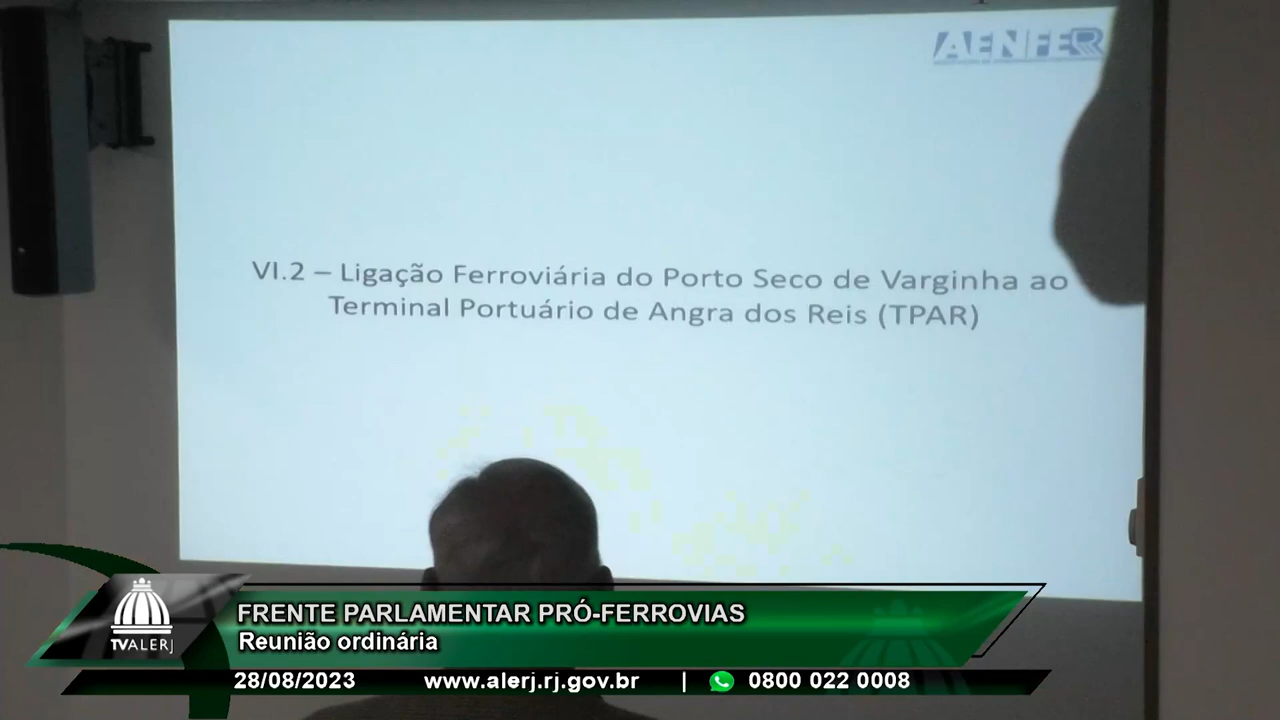 AENFER
VI.2 – Ligação Ferroviária do Porto Seco de Varginha ao
Terminal Portuário de Angra dos Reis (TPAR)
FRENTE PARLAMENTAR PRÓ-FERROVIAS
Reunião ordinária
TVALERJ
28/08/2023 www.alerj.rj.gov.br | 0800 022 0008